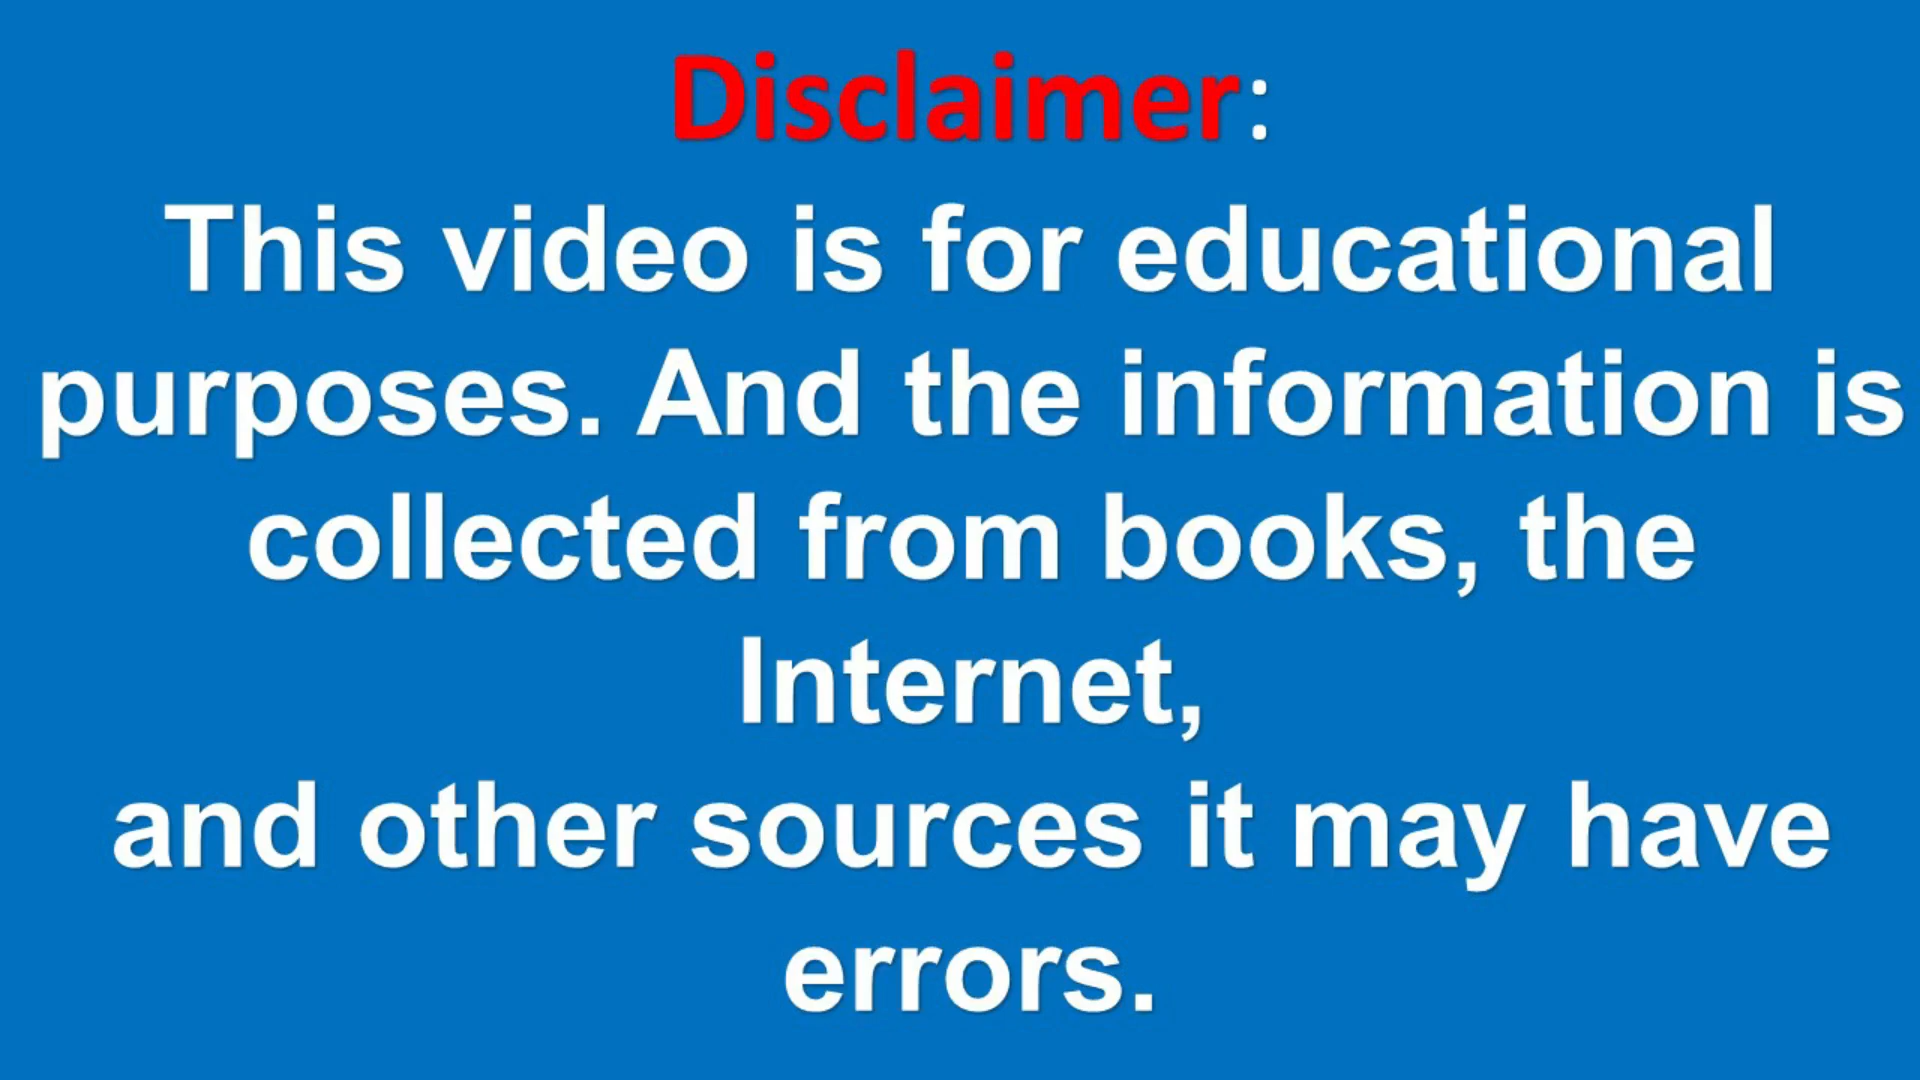 Disclaimer:
This video is for educational
purposes. And the information is
collected from books, the
Internet,
and other sources it may have
errors.